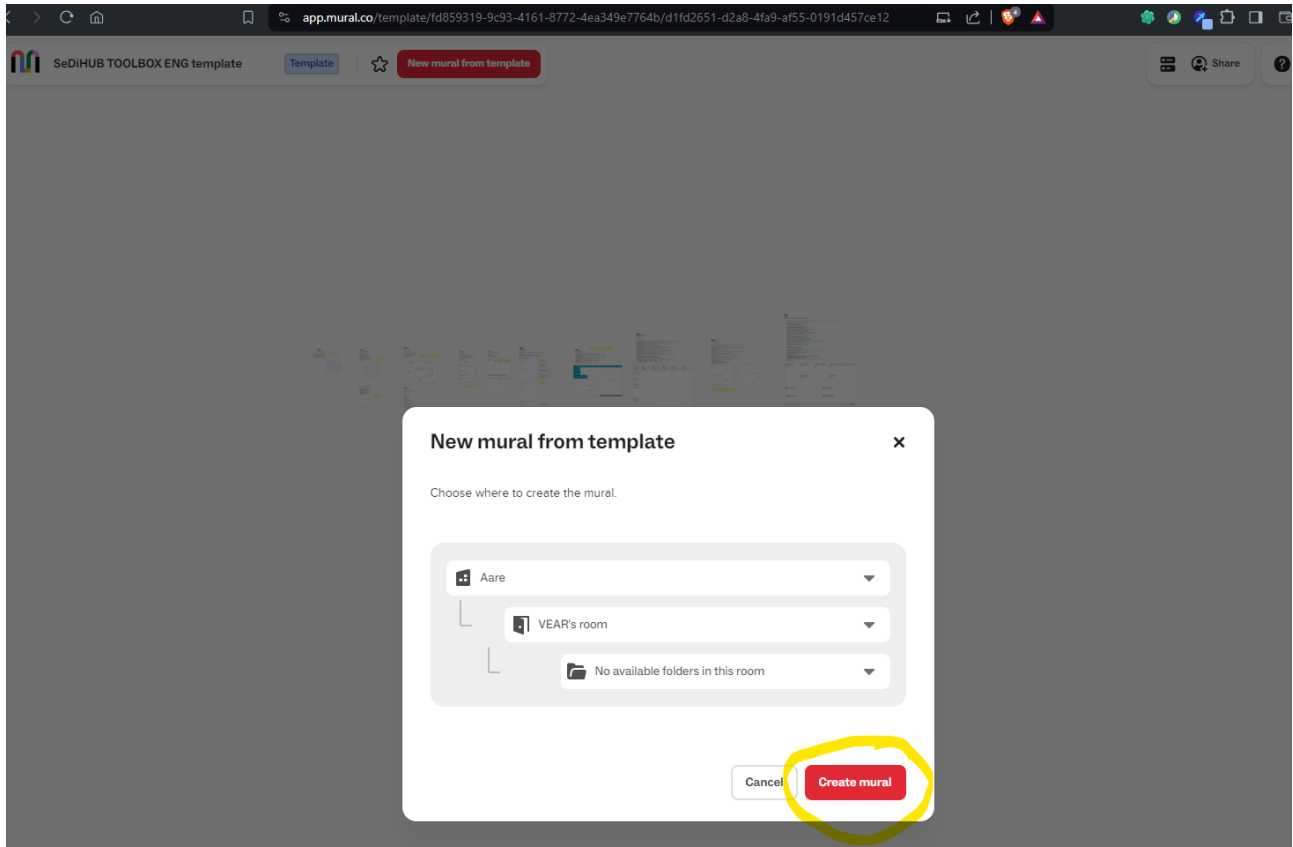 app.mural.co/template/fd859319-9c93-4161-8772-4ea349e7764b/d1fd2651-d2a8-4fa9-af55-0191d457ce12
SeDiHUB TOOLBOX ENG template
Template
New mural from template
Share
New mural from template
Choose where to create the mural.
Aare
VEAR's room
No available folders in this room
Cancel
Create mural